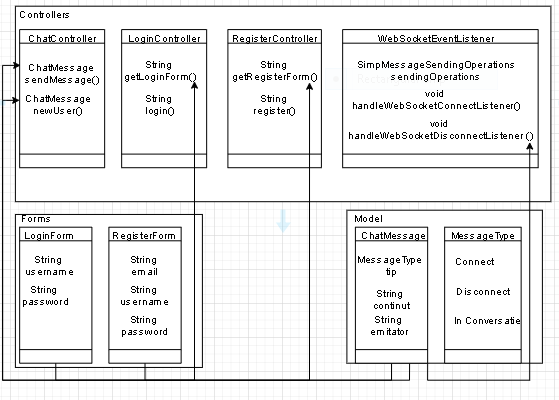 Controllers
ChatController
ChatMessage
sendMessage()
ChatMessage
newUser()
LoginController
String
getLoginForm()
String
login()
RegisterController
String
getRegisterForm()
String
register()
WebSocketEventListener
SimpMessageSendingOperations
sendingOperations
void
handleWebSocketConnectListener()
void
handleWebSocketDisconnectListener()
Forms
LoginForm
String
username
String
password
RegisterForm
String
email
String
username
String
password
Model
ChatMessage
MessageType
tip
String
continut
String
emitator
MessageType
Connect
Disconnect
In Conversatie